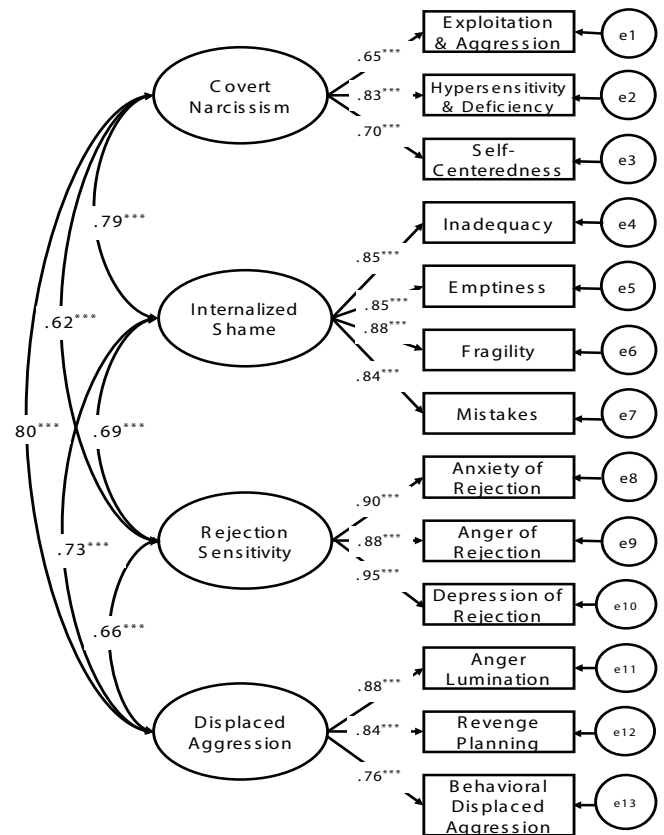 Exploitation
& Aggression
e1
.65***
Covert
Narcissism
.83***
Hypersensitivity
& Deficiency
e2
.70***
Self-
Centeredness
e3
.79***
Inadequacy
e4
.85***
Internalized
Shame
.85***
Emptiness
e5
.88***
Fragility
e6
.62***
.84***
Mistakes
e7
80***
.69***
Anxiety of
Rejection
e8
.90***
Rejection
Sensitivity
.88***
Anger of
Rejection
e9
.73***
.95***
Depression of
Rejection
e10
.66***
Anger
Lumination
e11
.88***
Displaced
Aggression
.84***
Revenge
Planning
e12
.76***
Behavioral
Displaced
Aggression
e13